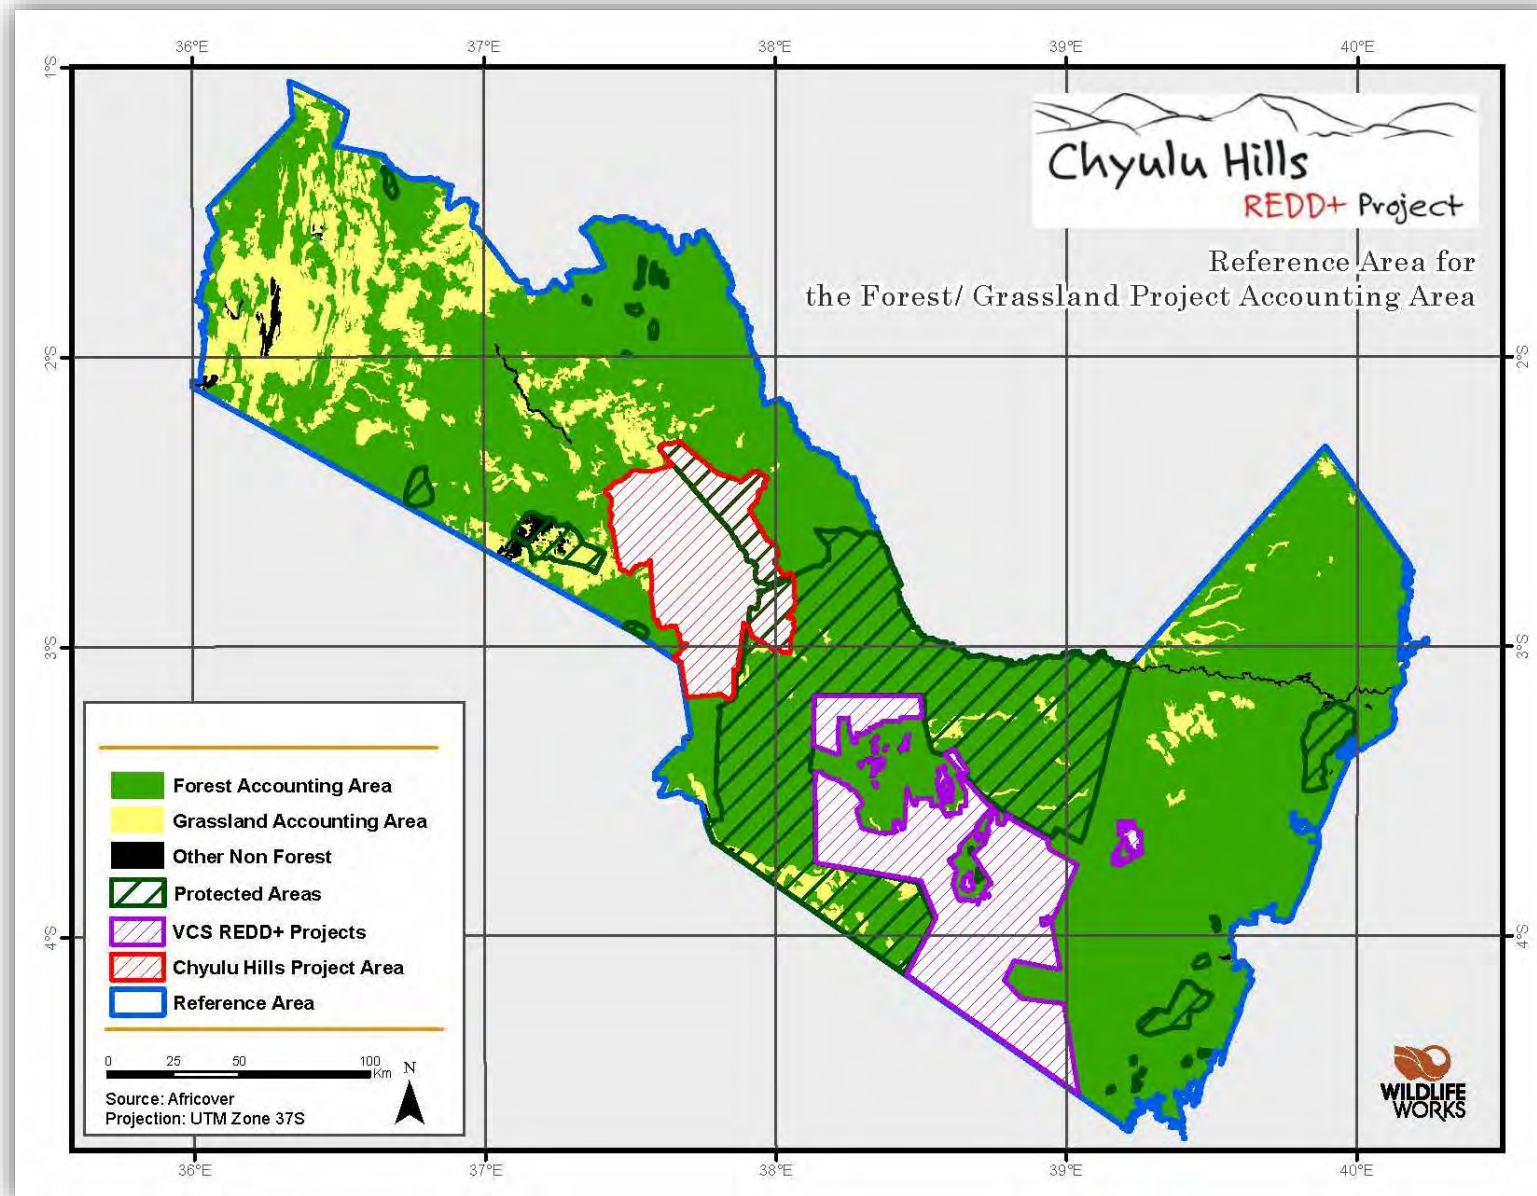 36°E 37°E 38°E 39°E 40°E
1°S
Chyulu Hills
REDD+ Project
Reference Area for
the Forest/ Grassland Project Accounting Area
2°S 2°S
3°S 3°S
Forest Accounting Area
Grassland Accounting Area
Other Non Forest
Protected Areas
VCS REDD+ Projects
Chyulu Hills Project Area
Reference Area
4°S 4°S
0 25 50 100
Km
N
Source: Africover
Projection: UTM Zone 37S
WILDLIFE
WORKS
36°E 37°E 38°E 39°E 40°E